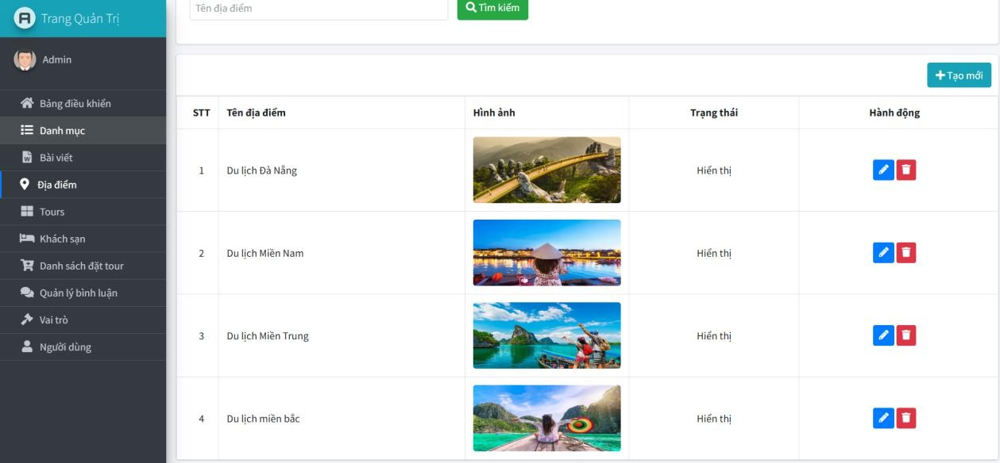 Trang Quản Trị
Admin
Bảng điều khiển
Danh mục
Bài viết
Địa điểm
Tours
Khách sạn
Danh sách đặt tour
Quản lý bình luận
Vai trò
Người dùng
Tên địa điểm
Tìm kiếm
Tạo mới
STT Tên địa điểm Hình ảnh Trạng thái Hành động
1 Du lịch Đà Nẵng Hiển thị
2 Du lịch Miền Nam Hiển thị
3 Du lịch Miền Trung Hiển thị
4 Du lịch miền bắc Hiển thị